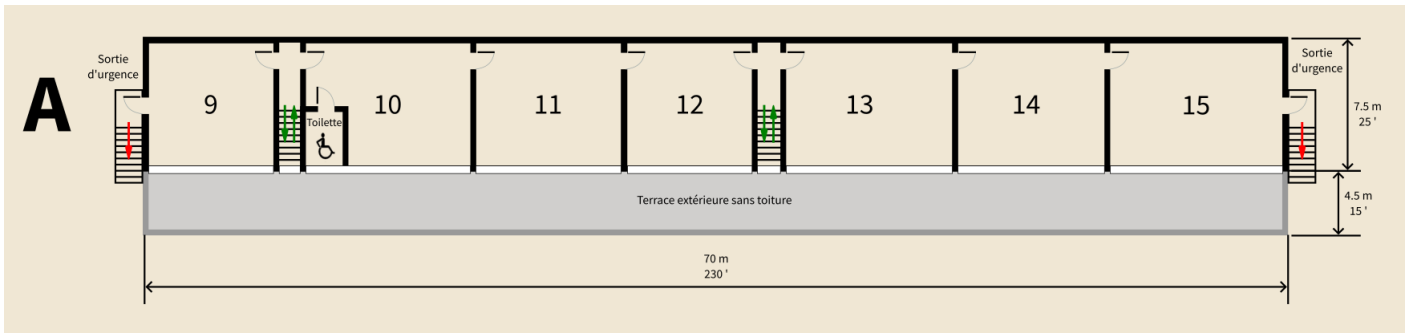 Sortie
d'urgence
A
9
10
Toilette
11
12
13
14
15
Sortie
d'urgence
7.5 m
25 '
4.5 m
15 '
Terrace extérieure sans toiture
70 m
230 '